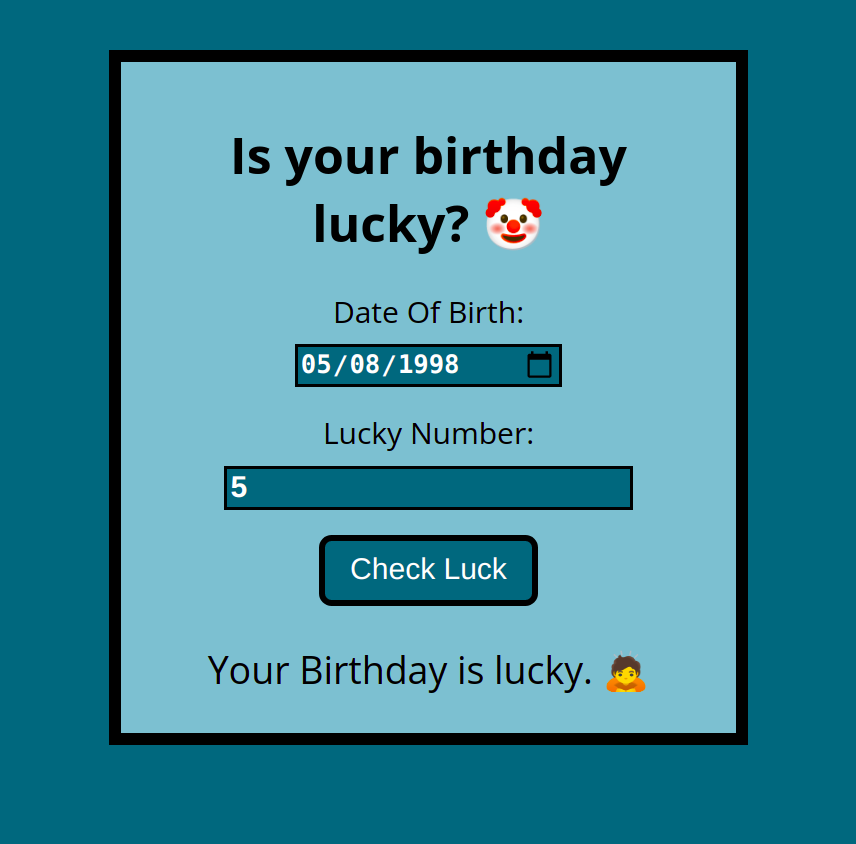 Is your birthday
lucky? 🤡
Date Of Birth:
05/08/1998
Lucky Number:
5
Check Luck
Your Birthday is lucky. 🙇